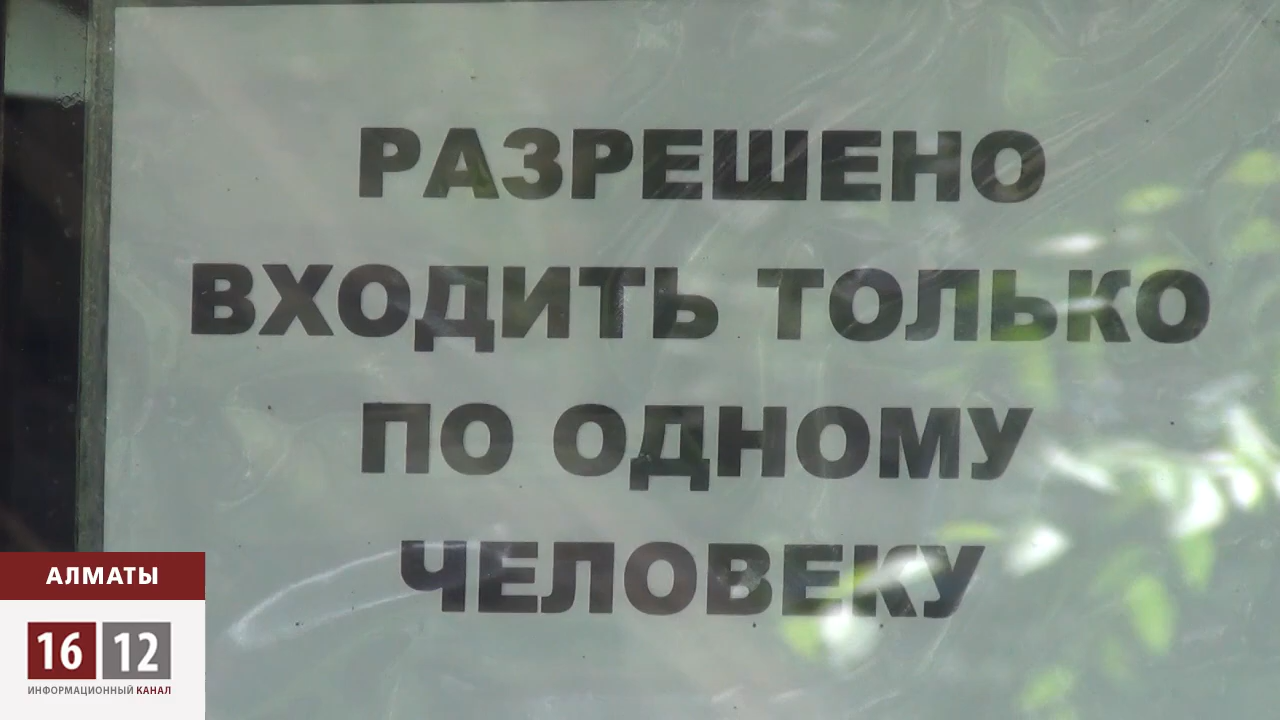 РАЗРЕШЕНО
ВХОДИТЬ ТОЛЬКО
ПО ОДНОМУ
ЧЕЛОВЕКУ
АЛМАТЫ
16 12
ИНФОРМАЦИОННЫЙ КАНАЛ